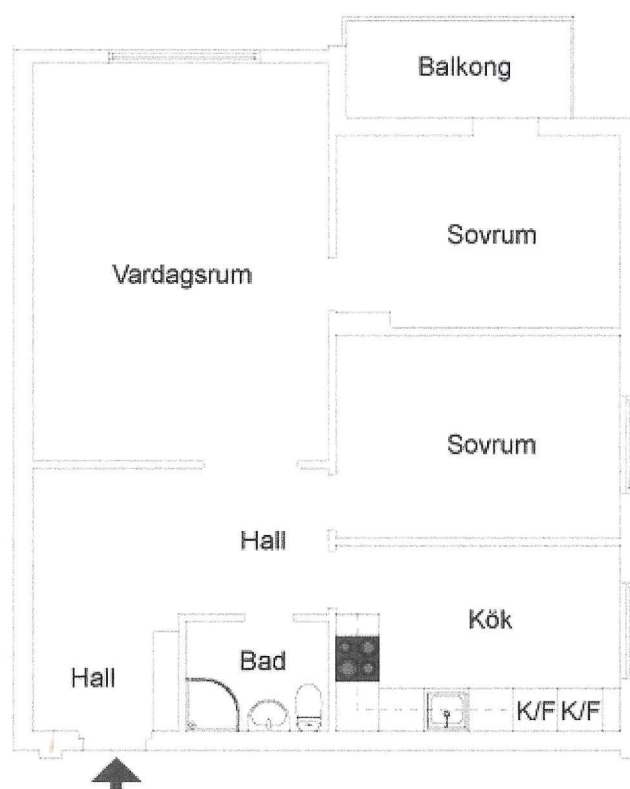 Balkong
Sovrum
Vardagsrum
Sovrum
Hall
Kök
Bad
Hall
K/F K/F